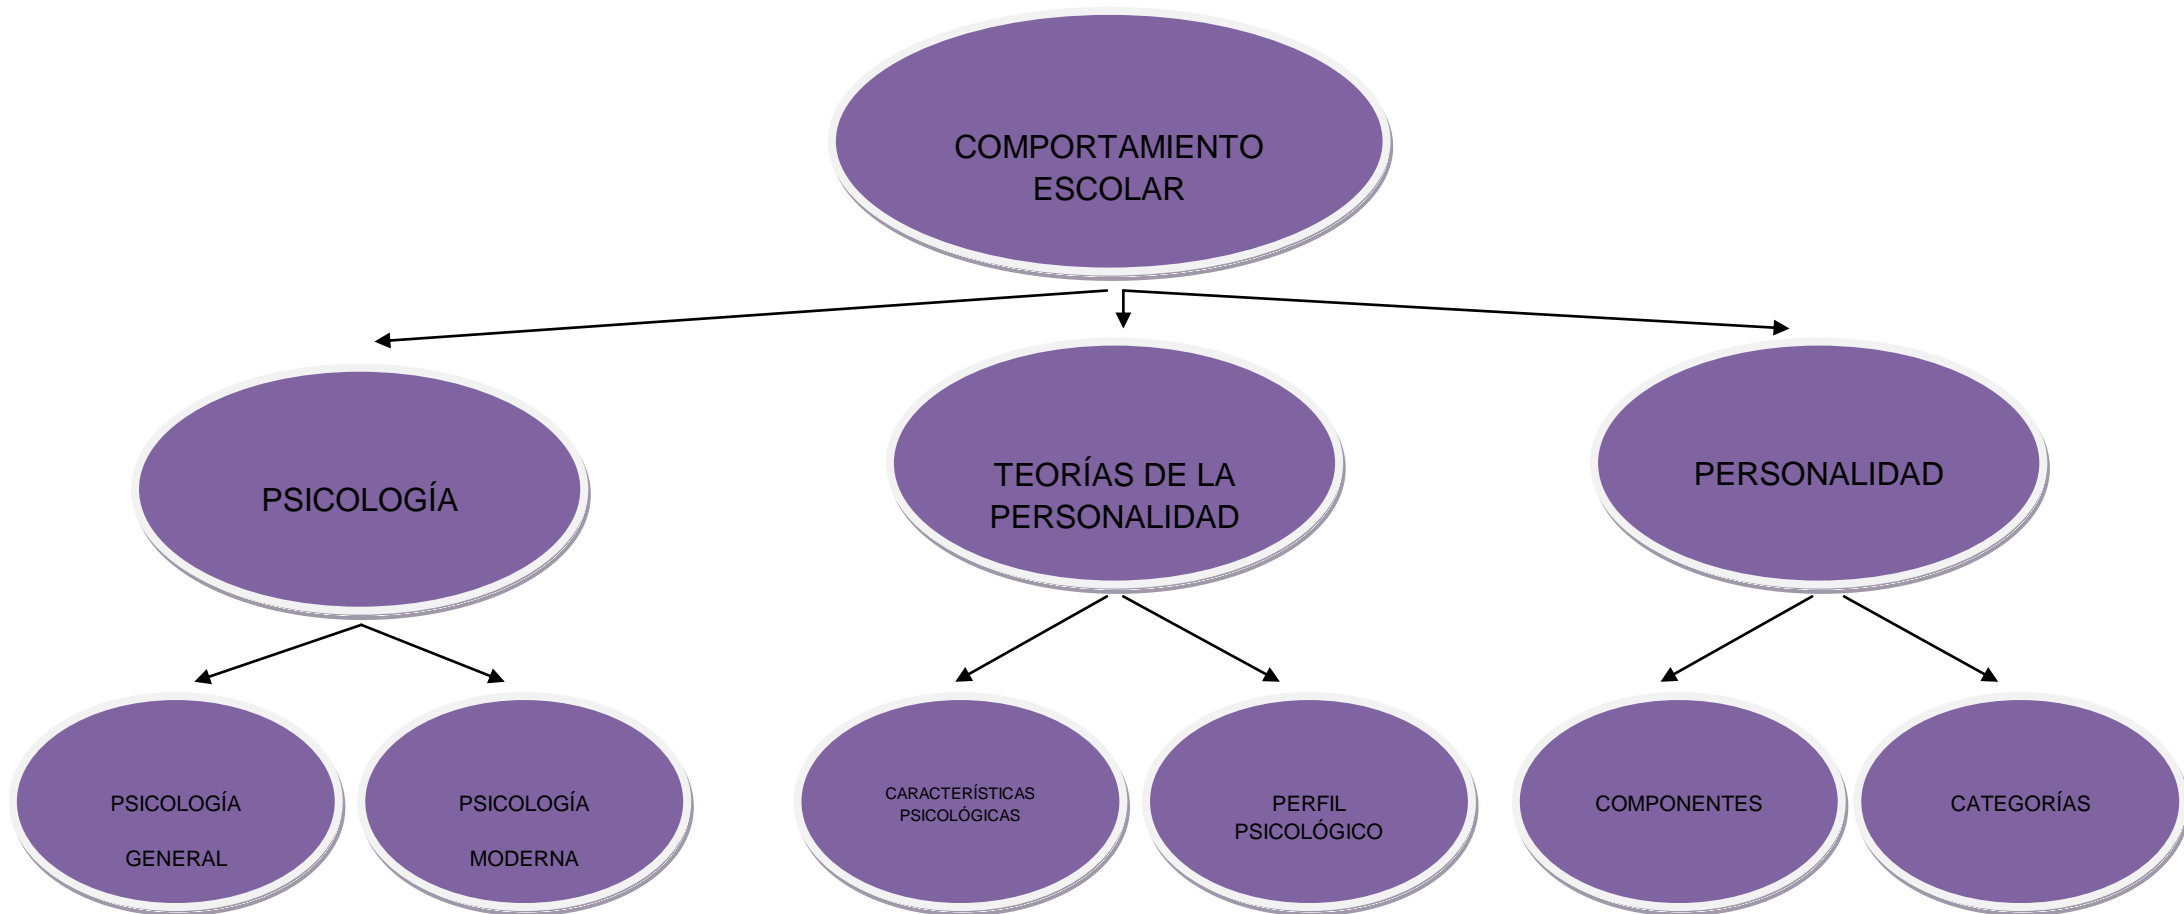 COMPORTAMIENTO
ESCOLAR
PSICOLOGÍA
TEORÍAS DE LA
PERSONALIDAD
PERSONALIDAD
PSICOLOGÍA
GENERAL
PSICOLOGÍA
MODERNA
CARACTERÍSTICAS
PSICOLÓGICAS
PERFIL
PSICOLÓGICO
COMPONENTES
CATEGORÍAS